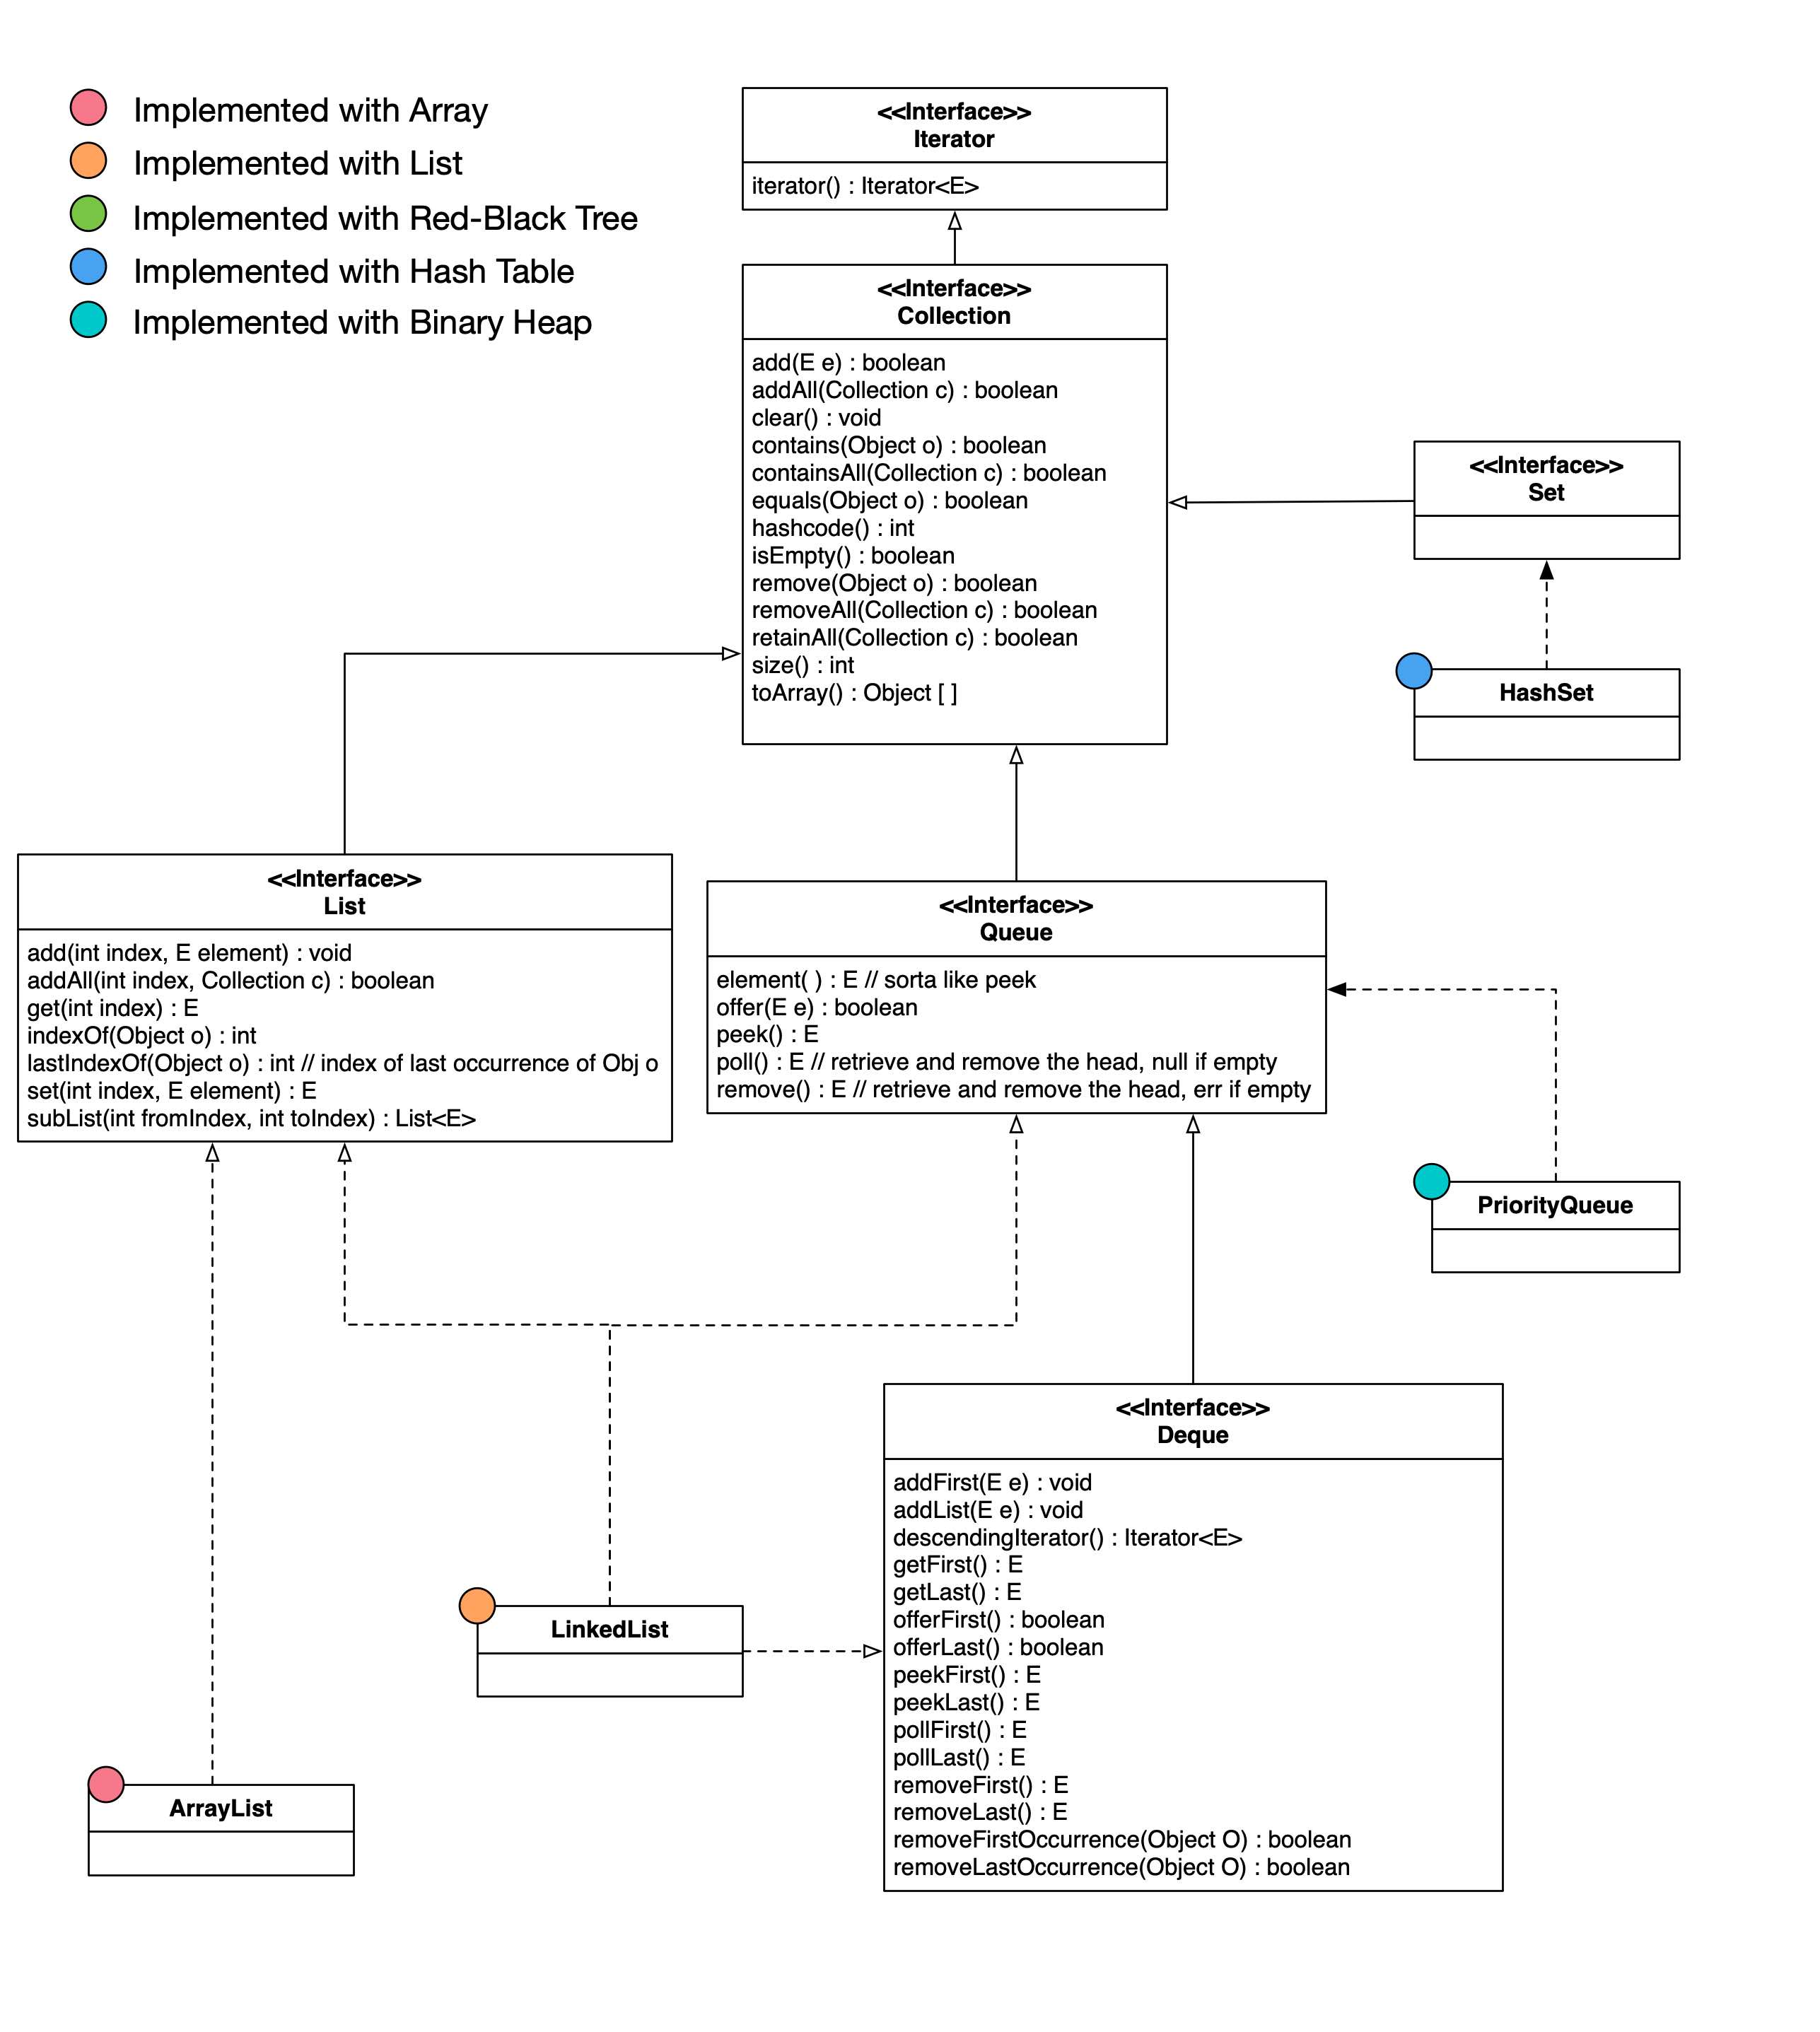 Implemented with Array
Implemented with List
Implemented with Red-Black Tree
Implemented with Hash Table
Implemented with Binary Heap
<<Interface>>
Iterator
iterator() : Iterator<E>
<<Interface>>
Collection
add(E e) : boolean
addAll(Collection c) : boolean
clear() : void
contains(Object o) : boolean
containsAll(Collection c) : boolean
equals(Object o) : boolean
hashcode() : int
isEmpty() : boolean
remove(Object o) : boolean
removeAll(Collection c) : boolean
retainAll(Collection c) : boolean
size() : int
toArray() : Object [ ]
<<Interface>>
Set
HashSet
<<Interface>>
List
add(int index, E element) : void
addAll(int index, Collection c) : boolean
get(int index) : E
indexOf(Object o) : int
lastIndexOf(Object o) : int // index of last occurrence of Obj o
set(int index, E element) : E
subList(int fromIndex, int toIndex) : List<E>
<<Interface>>
Queue
element( ) : E // sorta like peek
offer(E e) : boolean
peek() : E
poll() : E // retrieve and remove the head, null if empty
remove() : E // retrieve and remove the head, err if empty
PriorityQueue
<<Interface>>
Deque
addFirst(E e) : void
addList(E e) : void
descendingIterator() : Iterator<E>
getFirst() : E
getLast() : E
offerFirst() : boolean
offerLast() : boolean
peekFirst() : E
peekLast() : E
pollFirst() : E
pollLast() : E
removeFirst() : E
removeLast() : E
removeFirstOccurrence(Object O) : boolean
removeLastOccurrence(Object O) : boolean
LinkedList
ArrayList